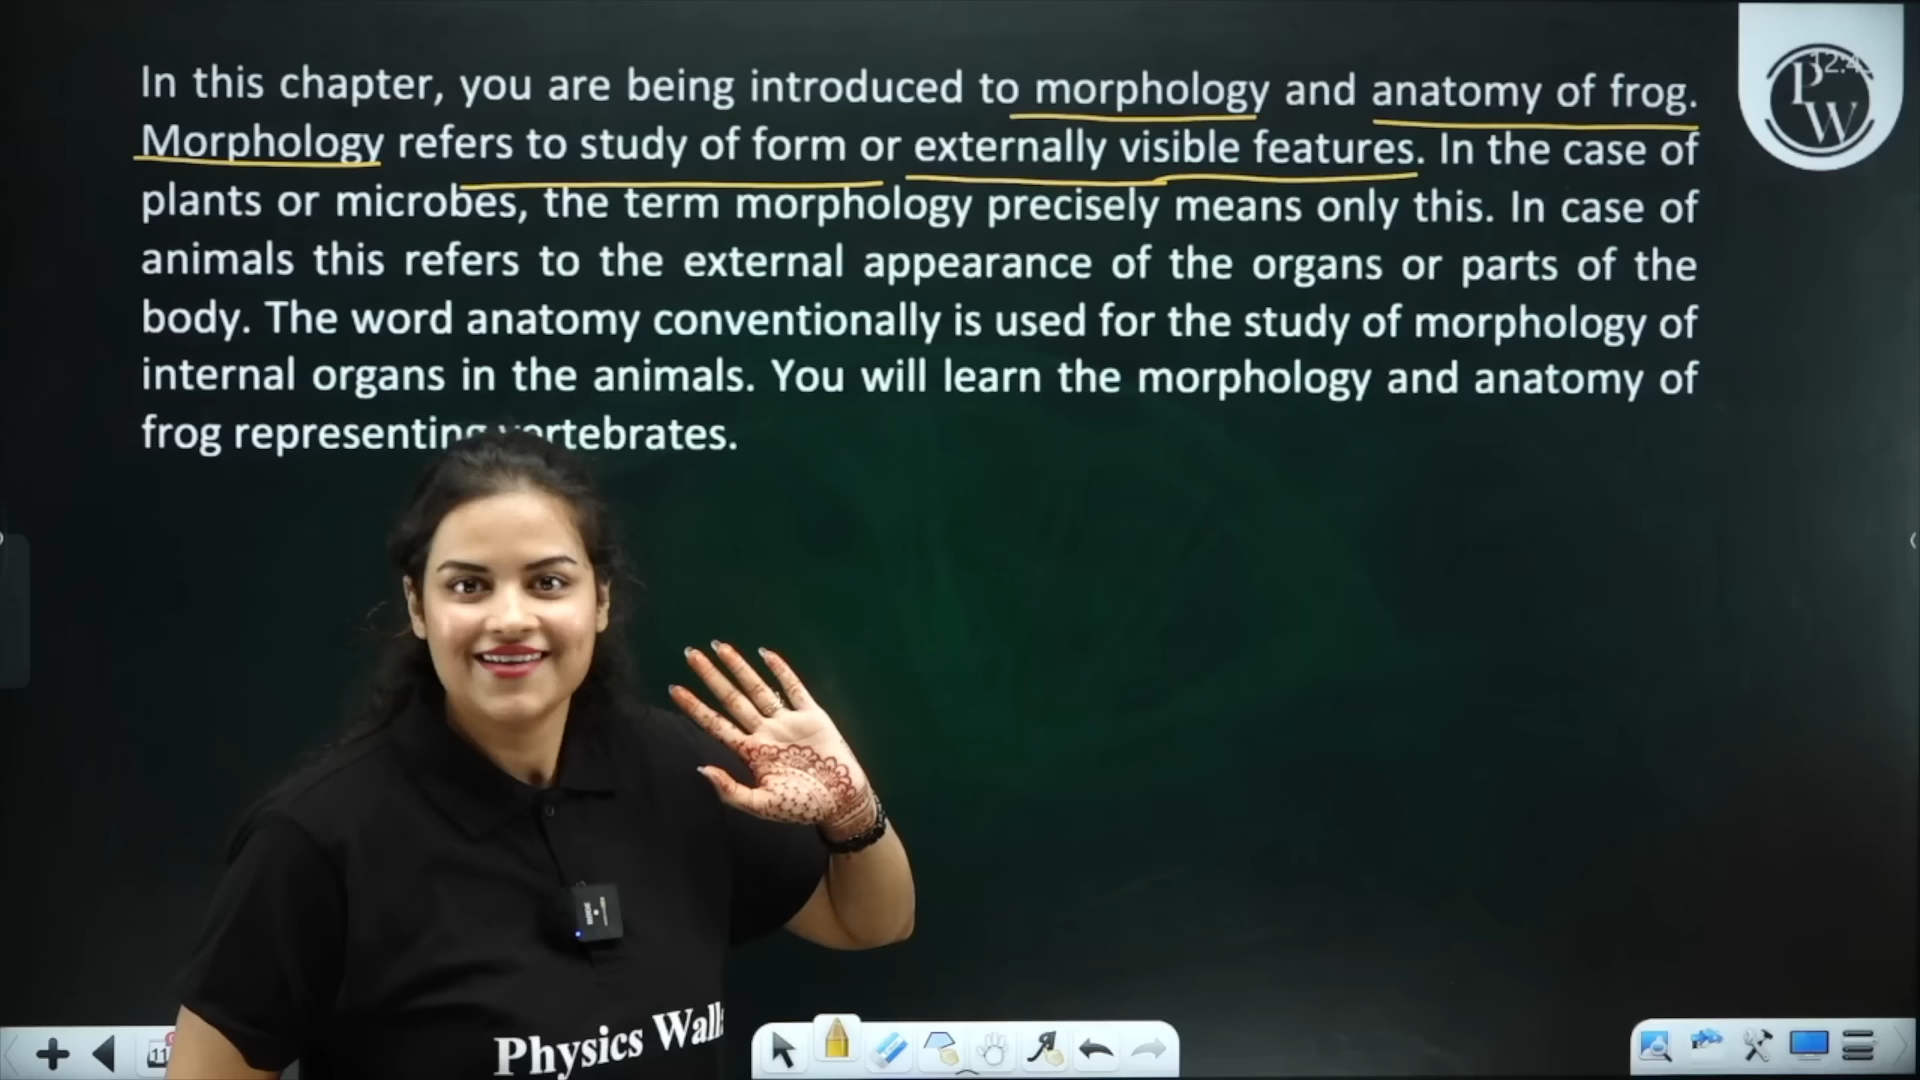 In this chapter, you are being introduced to morphology and anatomy of frog.
Morphology refers to study of form or externally visible features. In the case of
plants or microbes, the term morphology precisely means only this. In case of
animals this refers to the external appearance of the organs or parts of the
body. The word anatomy conventionally is used for the study of morphology of
internal organs in the animals. You will learn the morphology and anatomy of
frog representing vertebrates.
PW
Physics Wall
11